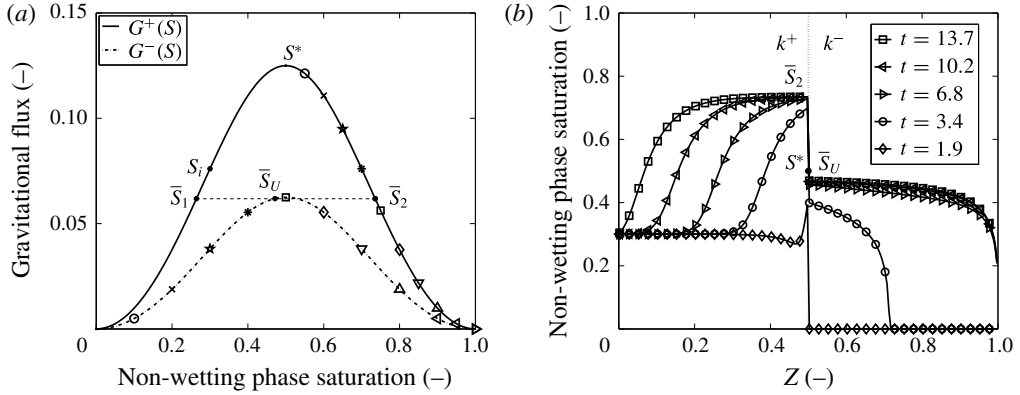 (a)
G⁺(S)
G⁻(S)
S*
S_i
S̅_1
S̅_U
S̅_2
0.15
0.10
0.05
0
0.2
0.4
0.6
0.8
1.0
Gravitational flux (–)
Non-wetting phase saturation (–)
(b)
k⁺
k⁻
t = 13.7
t = 10.2
t = 6.8
t = 3.4
t = 1.9
S̅_2
S*
S̅_U
1.0
0.8
0.6
0.4
0.2
0
0.2
0.4
0.6
0.8
1.0
Non-wetting phase saturation (–)
Z (–)